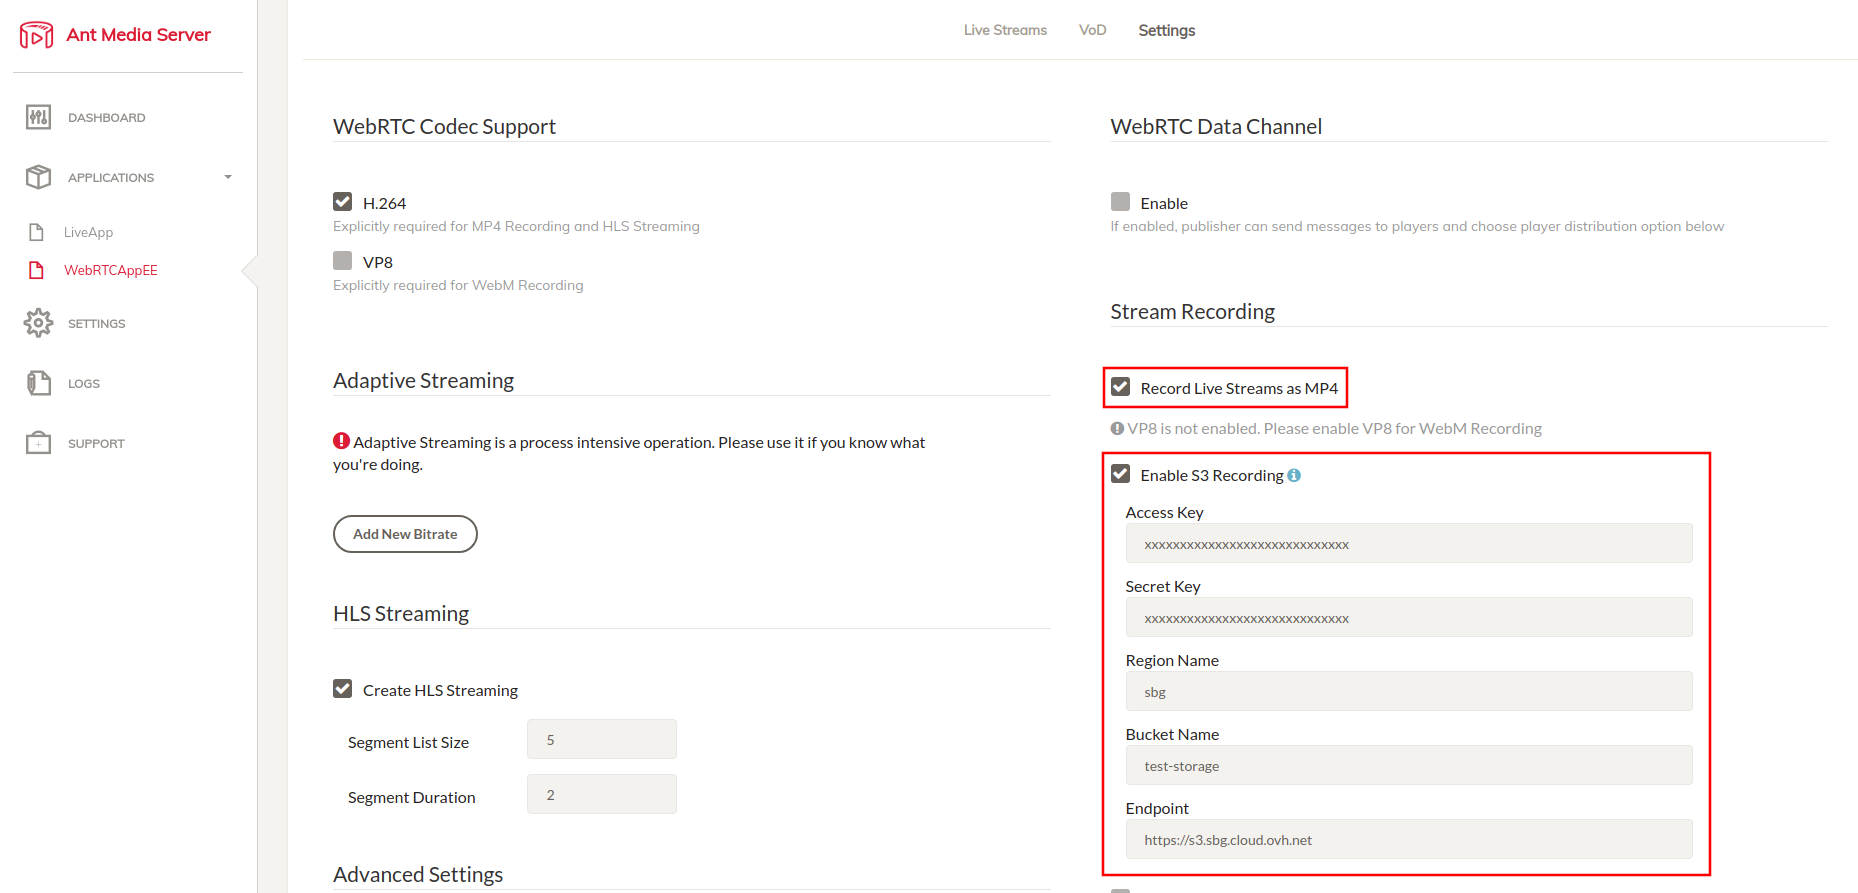 Ant Media Server
DASHBOARD
APPLICATIONS
LiveApp
WebRTCAppEE
SETTINGS
LOGS
SUPPORT
Live Streams VoD Settings
WebRTC Codec Support
H.264
Explicitly required for MP4 Recording and HLS Streaming
VP8
Explicitly required for WebM Recording
Adaptive Streaming
Adaptive Streaming is a process intensive operation. Please use it if you know what
you're doing.
Add New Bitrate
HLS Streaming
Create HLS Streaming
Segment List Size 5
Segment Duration 2
Advanced Settings
WebRTC Data Channel
Enable
If enabled, publisher can send messages to players and choose player distribution option below
Stream Recording
Record Live Streams as MP4
VP8 is not enabled. Please enable VP8 for WebM Recording
Enable S3 Recording
Access Key
xxxxxxxxxxxxxxxxxxxxxxxxxxxxx
Secret Key
xxxxxxxxxxxxxxxxxxxxxxxxxxxxx
Region Name
sbg
Bucket Name
test-storage
Endpoint
https://s3.sbg.cloud.ovh.net